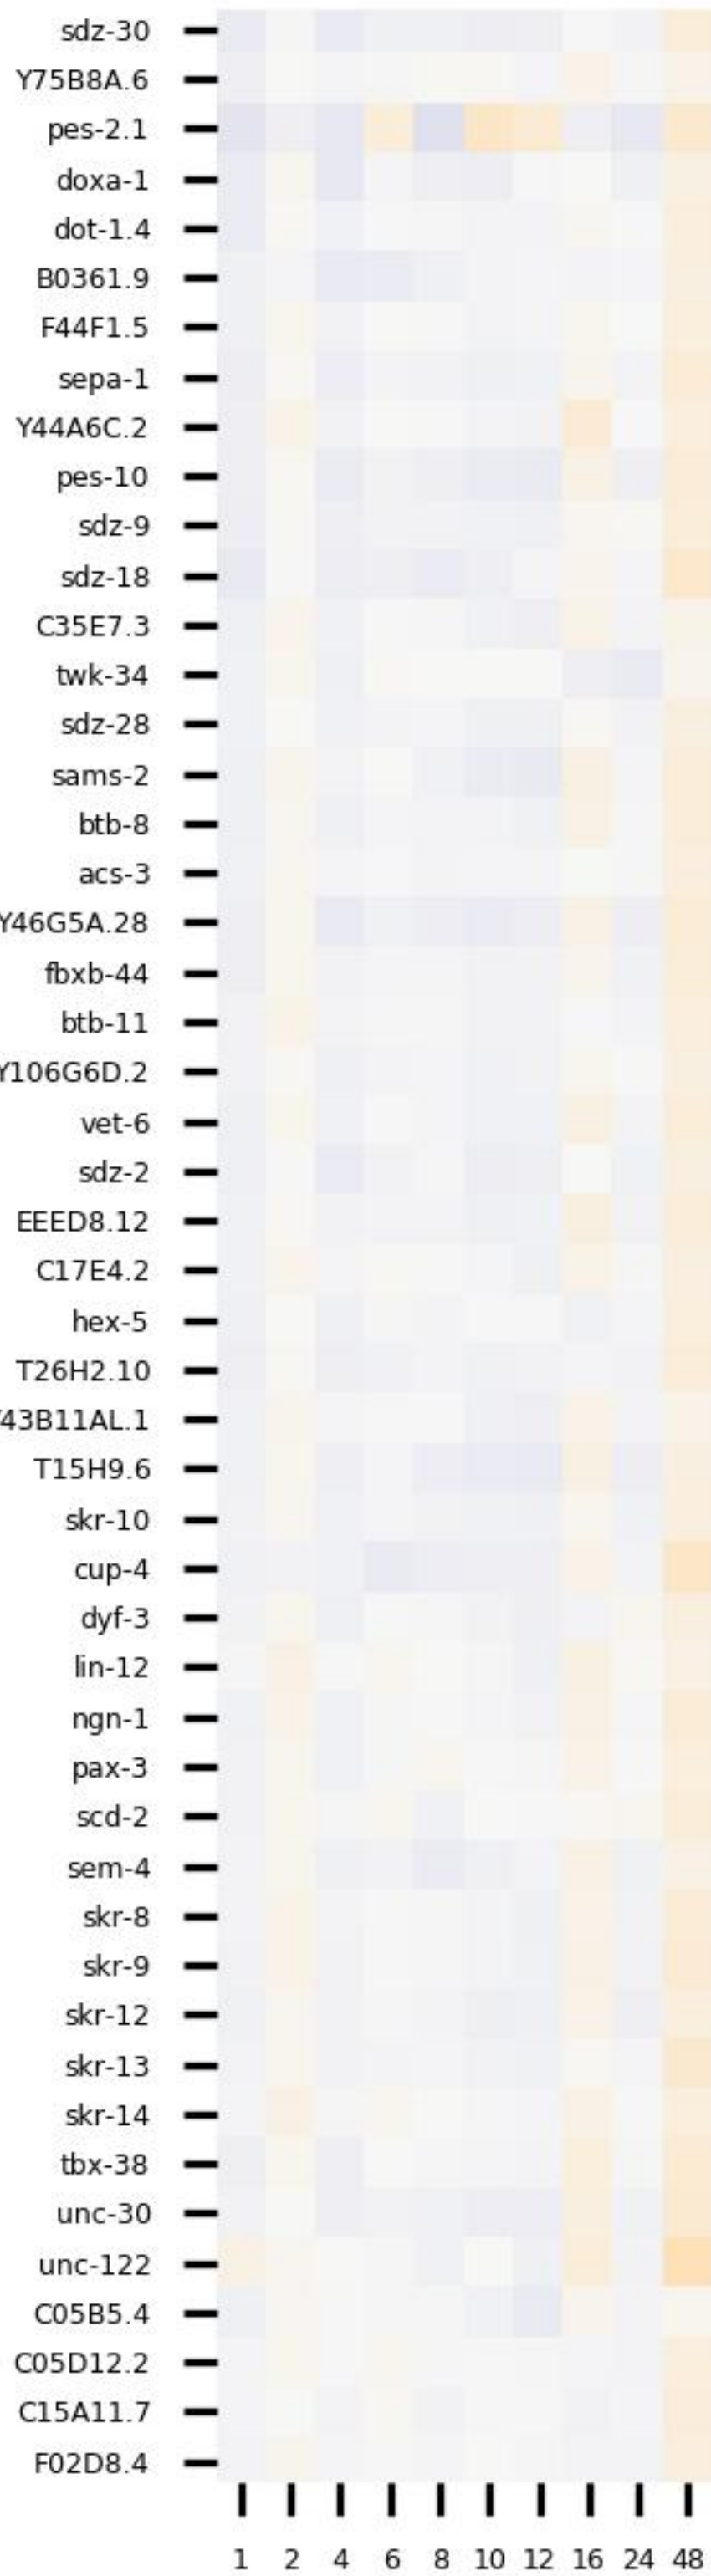 sdz-30
Y75B8A.6
pes-2.1
doxa-1
dot-1.4
B0361.9
F44F1.5
sepa-1
Y44A6C.2
pes-10
sdz-9
sdz-18
C35E7.3
twk-34
sdz-28
sams-2
btb-8
acs-3
Y46G5A.28
fbxb-44
btb-11
Y106G6D.2
vet-6
sdz-2
EEED8.12
C17E4.2
hex-5
T26H2.10
43B11AL.1
T15H9.6
skr-10
cup-4
dyf-3
lin-12
ngn-1
pax-3
scd-2
sem-4
skr-8
skr-9
skr-12
skr-13
skr-14
tbx-38
unc-30
unc-122
C05B5.4
C05D12.2
C15A11.7
F02D8.4
1 2 4 6 8 10 12 16 24 48